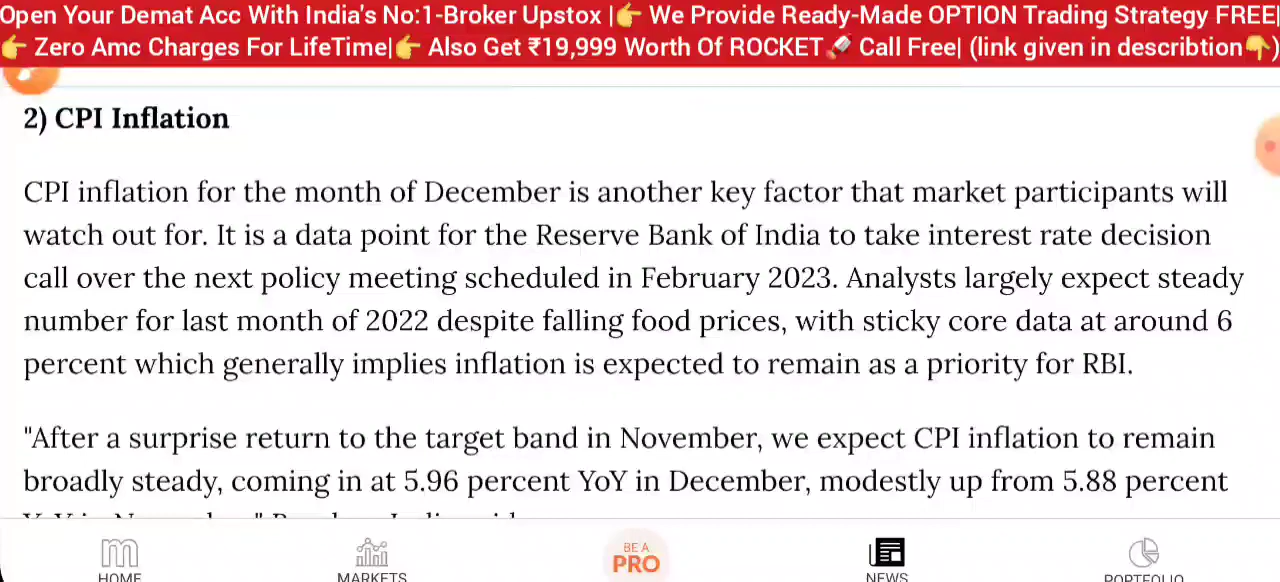 Open Your Demat Acc With India's No:1-Broker Upstox |👉 We Provide Ready-Made OPTION Trading Strategy FREE|
👉 Zero Amc Charges For LifeTime|👉 Also Get ₹19,999 Worth Of ROCKET🚀 Call Free| (link given in describtion👇)
2) CPI Inflation
CPI inflation for the month of December is another key factor that market participants will
watch out for. It is a data point for the Reserve Bank of India to take interest rate decision
call over the next policy meeting scheduled in February 2023. Analysts largely expect steady
number for last month of 2022 despite falling food prices, with sticky core data at around 6
percent which generally implies inflation is expected to remain as a priority for RBI.
"After a surprise return to the target band in November, we expect CPI inflation to remain
broadly steady, coming in at 5.96 percent YoY in December, modestly up from 5.88 percent
m
BE A
PRO
HOME
MARKETS
NEWS
PORTFOLIO